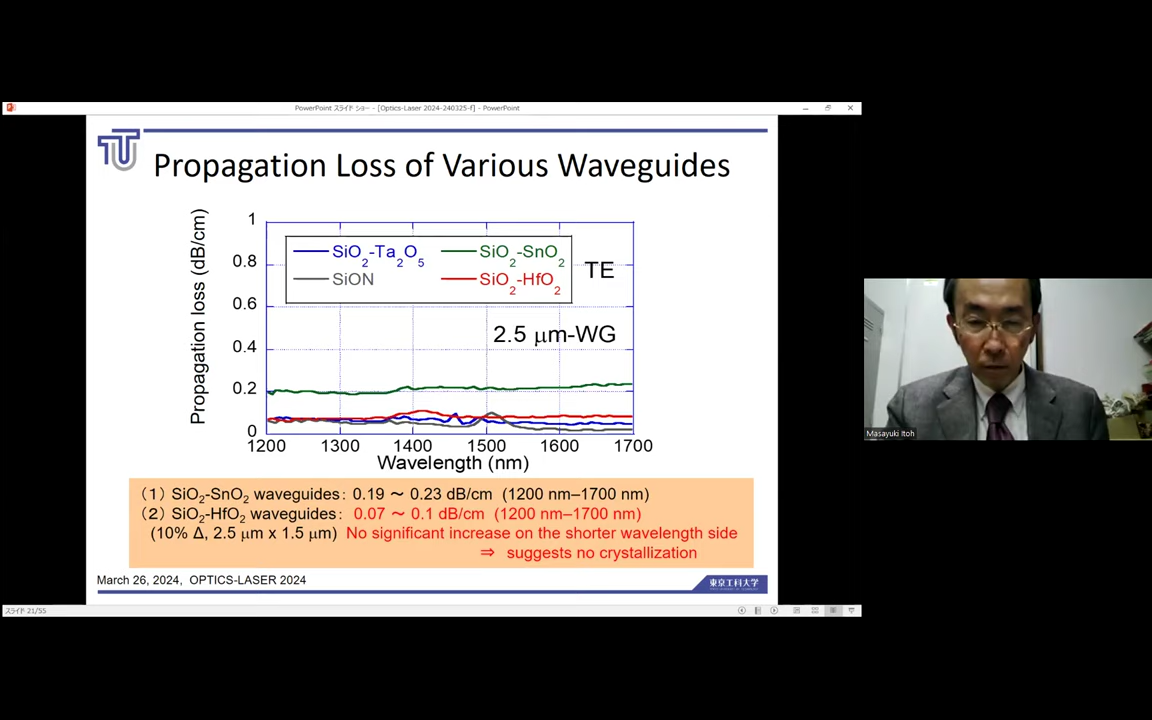 PowerPoint スライド ショー - [Optics-Laser 2024-240325-f] - PowerPoint
Propagation Loss of Various Waveguides
Propagation loss (dB/cm)
1
0.8
0.6
0.4
0.2
0
SiO2-Ta2O5
SiO2-SnO2
SiON
SiO2-HfO2
TE
2.5 μm-WG
1200 1300 1400 1500 1600 1700
Wavelength (nm)
(1) SiO2-SnO2 waveguides: 0.19 ~ 0.23 dB/cm (1200 nm–1700 nm)
(2) SiO2-HfO2 waveguides: 0.07 ~ 0.1 dB/cm (1200 nm–1700 nm)
(10% Δ, 2.5 μm x 1.5 μm) No significant increase on the shorter wavelength side
⇒ suggests no crystallization
March 26, 2024, OPTICS-LASER 2024
東京工科大学
スライド 21/55
Masayuki Itoh